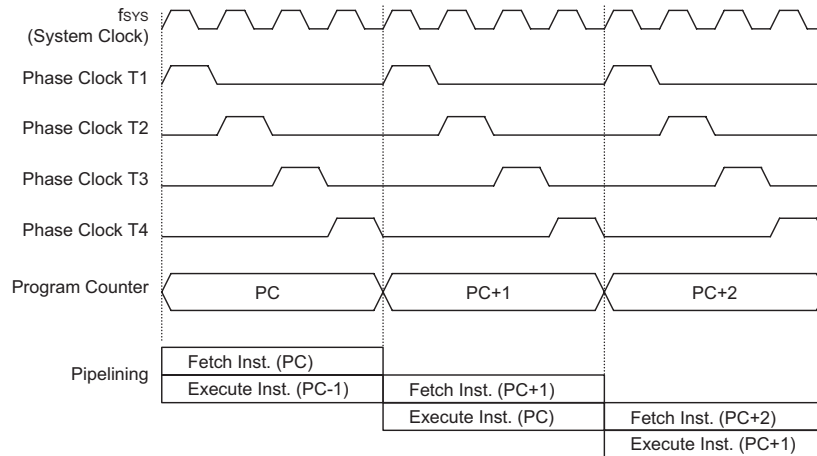 fSYS
(System Clock)
Phase Clock T1
Phase Clock T2
Phase Clock T3
Phase Clock T4
Program Counter
PC
PC+1
PC+2
Pipelining
Fetch Inst. (PC)
Execute Inst. (PC-1)
Fetch Inst. (PC+1)
Execute Inst. (PC)
Fetch Inst. (PC+2)
Execute Inst. (PC+1)